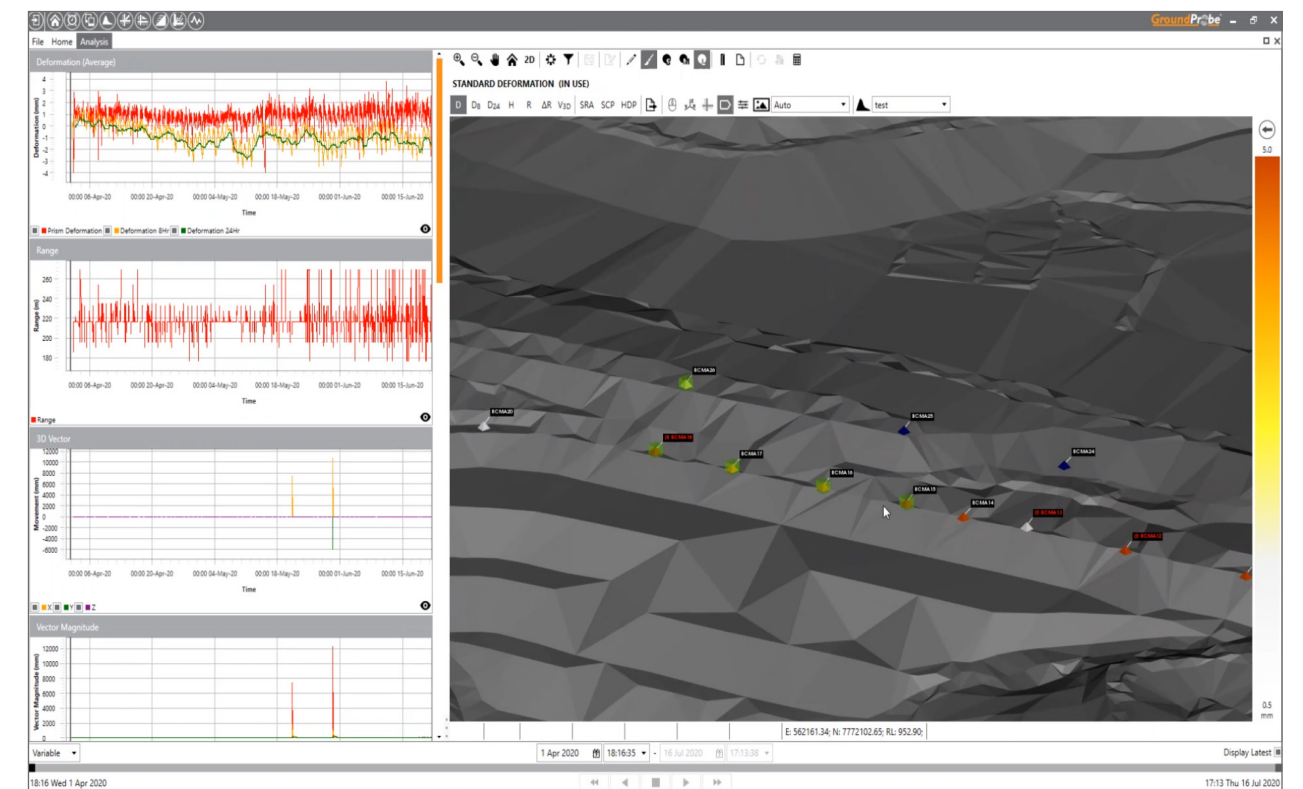 GroundProbe
File Home Analysis
Deformation (Average)
STANDARD DEFORMATION (IN USE)
D D8 D24 H R ΔR V3D SRA SCP HDP Auto test
2D
Deformation (mm)
4
3
2
1
0
-1
-2
-3
-4
00:00 06-Apr-20 00:00 20-Apr-20 00:00 04-May-20 00:00 18-May-20 00:00 01-Jun-20 00:00 15-Jun-20
Time
Prism Deformation Deformation 8Hr Deformation 24Hr
Range
Range (m)
260
240
220
200
180
00:00 06-Apr-20 00:00 20-Apr-20 00:00 04-May-20 00:00 18-May-20 00:00 01-Jun-20 00:00 15-Jun-20
Time
Range
3D Vector
Movement (mm)
12000
10000
8000
6000
4000
2000
0
-2000
-4000
-6000
00:00 06-Apr-20 00:00 20-Apr-20 00:00 04-May-20 00:00 18-May-20 00:00 01-Jun-20 00:00 15-Jun-20
Time
X Y Z
Vector Magnitude
Vector Magnitude (mm)
12000
10000
8000
6000
4000
2000
0
BCMA26
BCMA20
BCMA25
BCMA17
BCMA24
BCMA16
BCMA15
BCMA14
5.0
0.5
mm
E: 562161.34; N: 7772102.65; RL: 952.90;
Variable 1 Apr 2020 18:16:35 - 16 Jul 2020 17:13:38 Display Latest
18:16 Wed 1 Apr 2020 17:13 Thu 16 Jul 2020